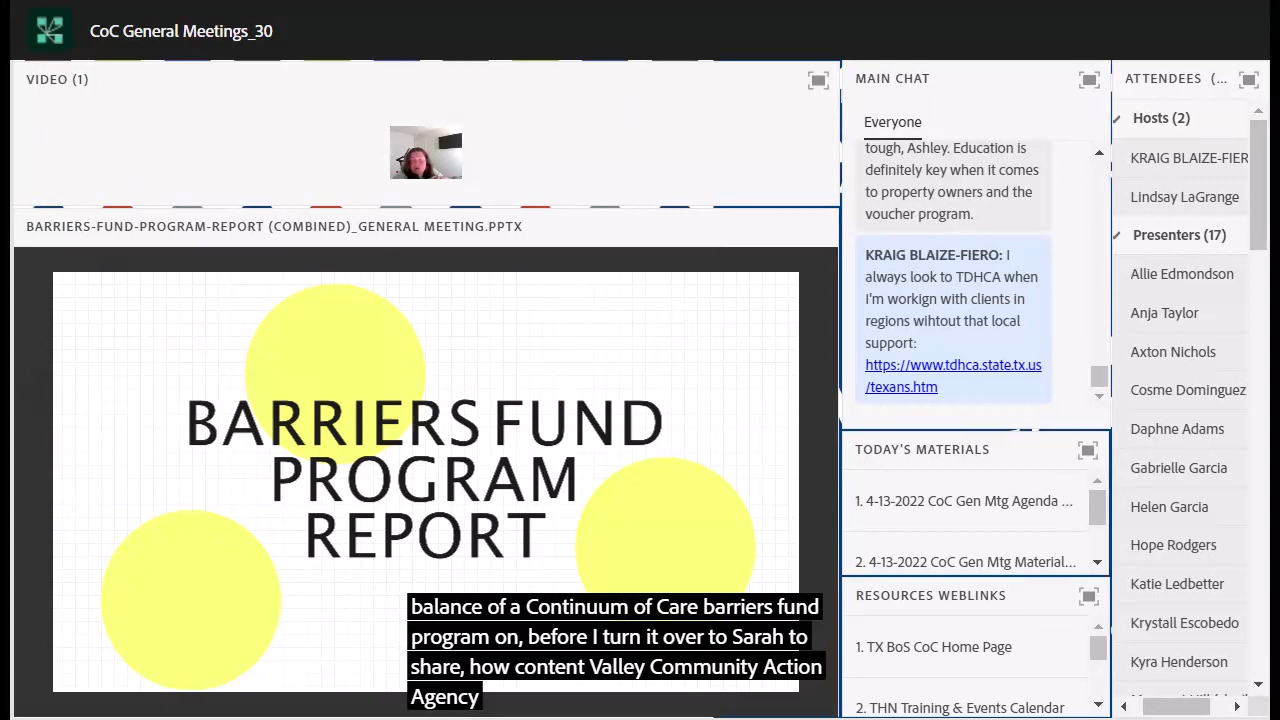 CoC General Meetings_30
VIDEO (1)
BARRIERS-FUND-PROGRAM-REPORT (COMBINED)_GENERAL MEETING.PPTX
BARRIERS FUND
PROGRAM
REPORT
balance of a Continuum of Care barriers fund
program on, before I turn it over to Sarah to
share, how content Valley Community Action
Agency
MAIN CHAT
Everyone
tough, Ashley. Education is
definitely key when it comes
to property owners and the
voucher program.
KRAIG BLAIZE-FIERO: I
always look to TDHCA when
i'm workign with clients in
regions wihtout that local
support:
https://www.tdhca.state.tx.us
/texans.htm
TODAY'S MATERIALS
1. 4-13-2022 CoC Gen Mtg Agenda ...
2. 4-13-2022 CoC Gen Mtg Material...
RESOURCES WEBLINKS
1. TX BoS CoC Home Page
2. THN Training & Events Calendar
ATTENDEES (...
Hosts (2)
KRAIG BLAIZE-FIER
Lindsay LaGrange
Presenters (17)
Allie Edmondson
Anja Taylor
Axton Nichols
Cosme Dominguez
Daphne Adams
Gabrielle Garcia
Helen Garcia
Hope Rodgers
Katie Ledbetter
Krystall Escobedo
Kyra Henderson